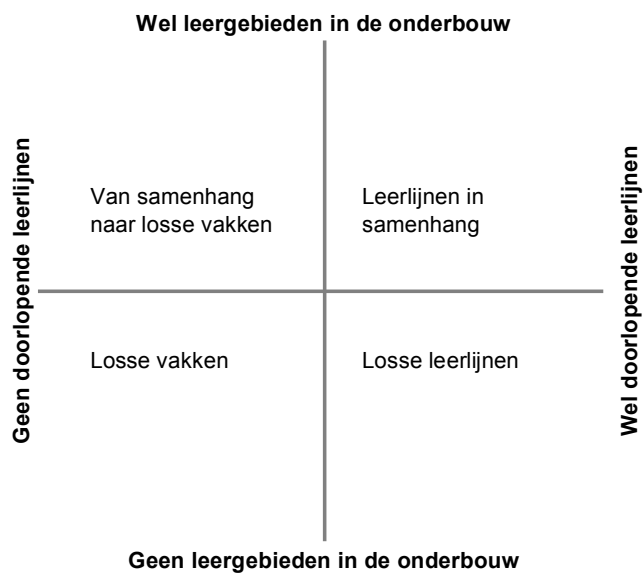 Wel leergebieden in de onderbouw
Geen doorlopende leerlijnen
Van samenhang
naar losse vakken
Leerlijnen in
samenhang
Wel doorlopende leerlijnen
Losse vakken
Losse leerlijnen
Geen leergebieden in de onderbouw